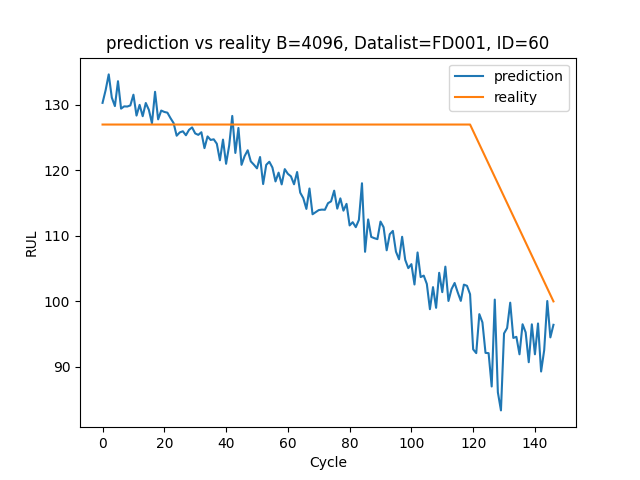 prediction vs reality B=4096, Datalist=FD001, ID=60
prediction
reality
RUL
130
120
110
100
90
0 20 40 60 80 100 120 140
Cycle